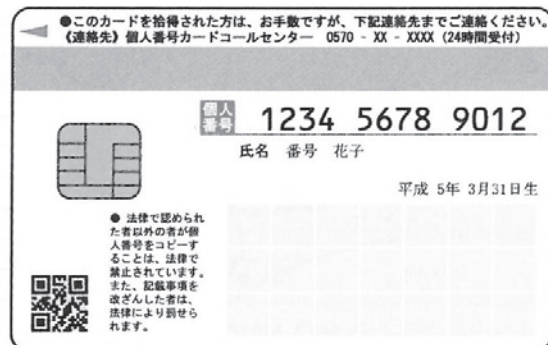 ●このカードを拾得された方は、お手数ですが、下記連絡先までご連絡ください。
《連絡先》個人番号カードコールセンター 0570 - XX - XXXX (24時間受付)
個人番号 1234 5678 9012
氏名 番号 花子
平成 5年 3月31日生
● 法律で認められ
た者以外の者が個
人番号をコピーす
ることは、法律で
禁止されています。
また、記載事項を
改ざんした者は、
法律により罰せら
れます。